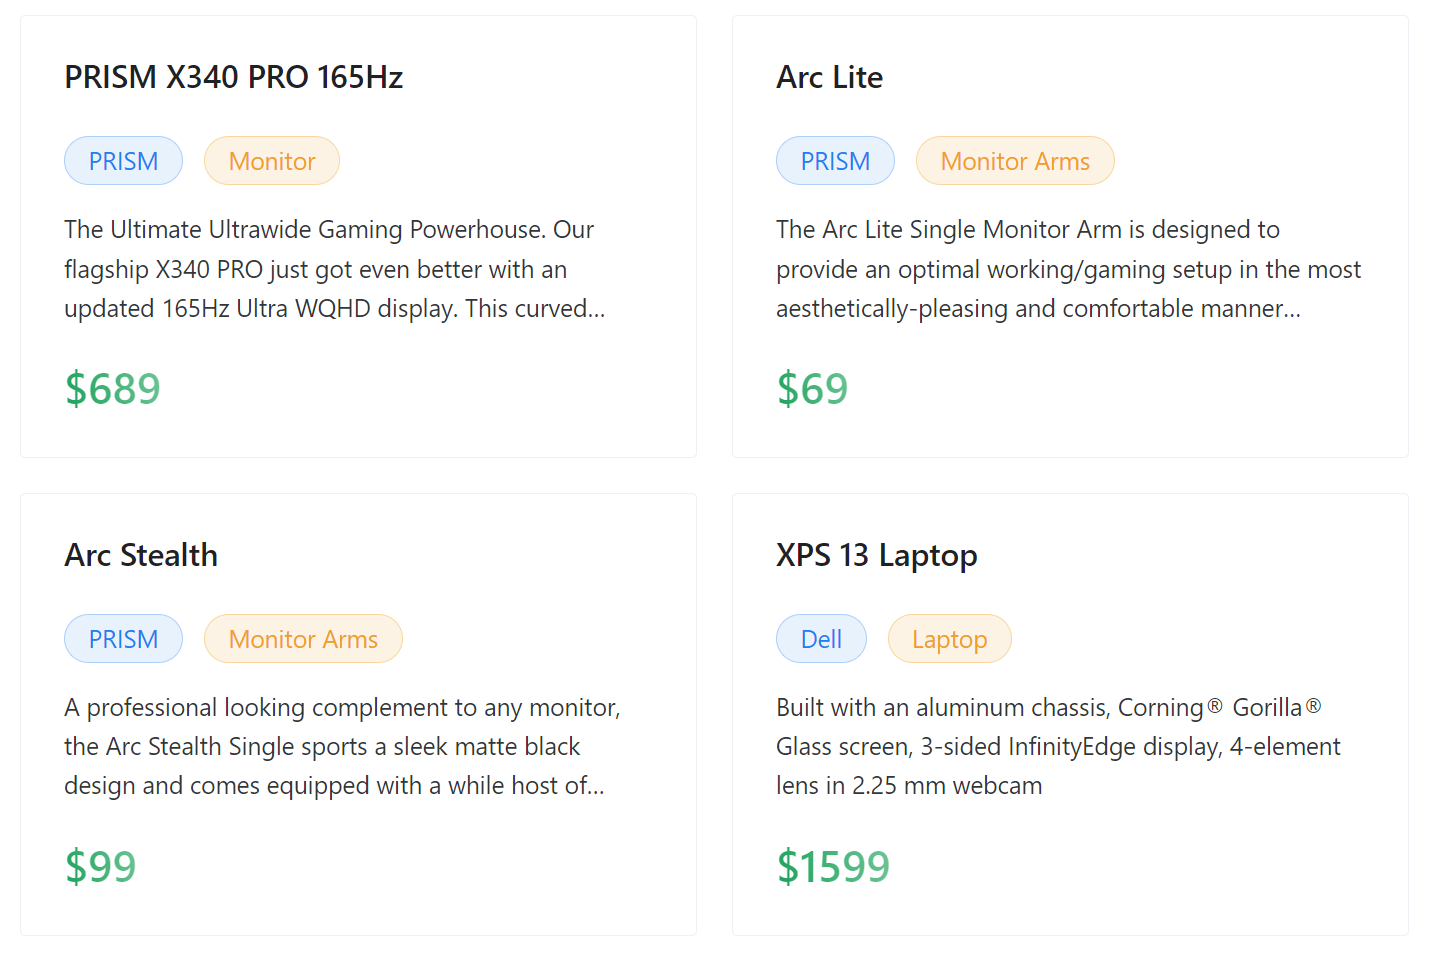 PRISM X340 PRO 165Hz
PRISM Monitor
The Ultimate Ultrawide Gaming Powerhouse. Our
flagship X340 PRO just got even better with an
updated 165Hz Ultra WQHD display. This curved...
$689
Arc Lite
PRISM Monitor Arms
The Arc Lite Single Monitor Arm is designed to
provide an optimal working/gaming setup in the most
aesthetically-pleasing and comfortable manner...
$69
Arc Stealth
PRISM Monitor Arms
A professional looking complement to any monitor,
the Arc Stealth Single sports a sleek matte black
design and comes equipped with a while host of...
$99
XPS 13 Laptop
Dell Laptop
Built with an aluminum chassis, Corning® Gorilla®
Glass screen, 3-sided InfinityEdge display, 4-element
lens in 2.25 mm webcam
$1599